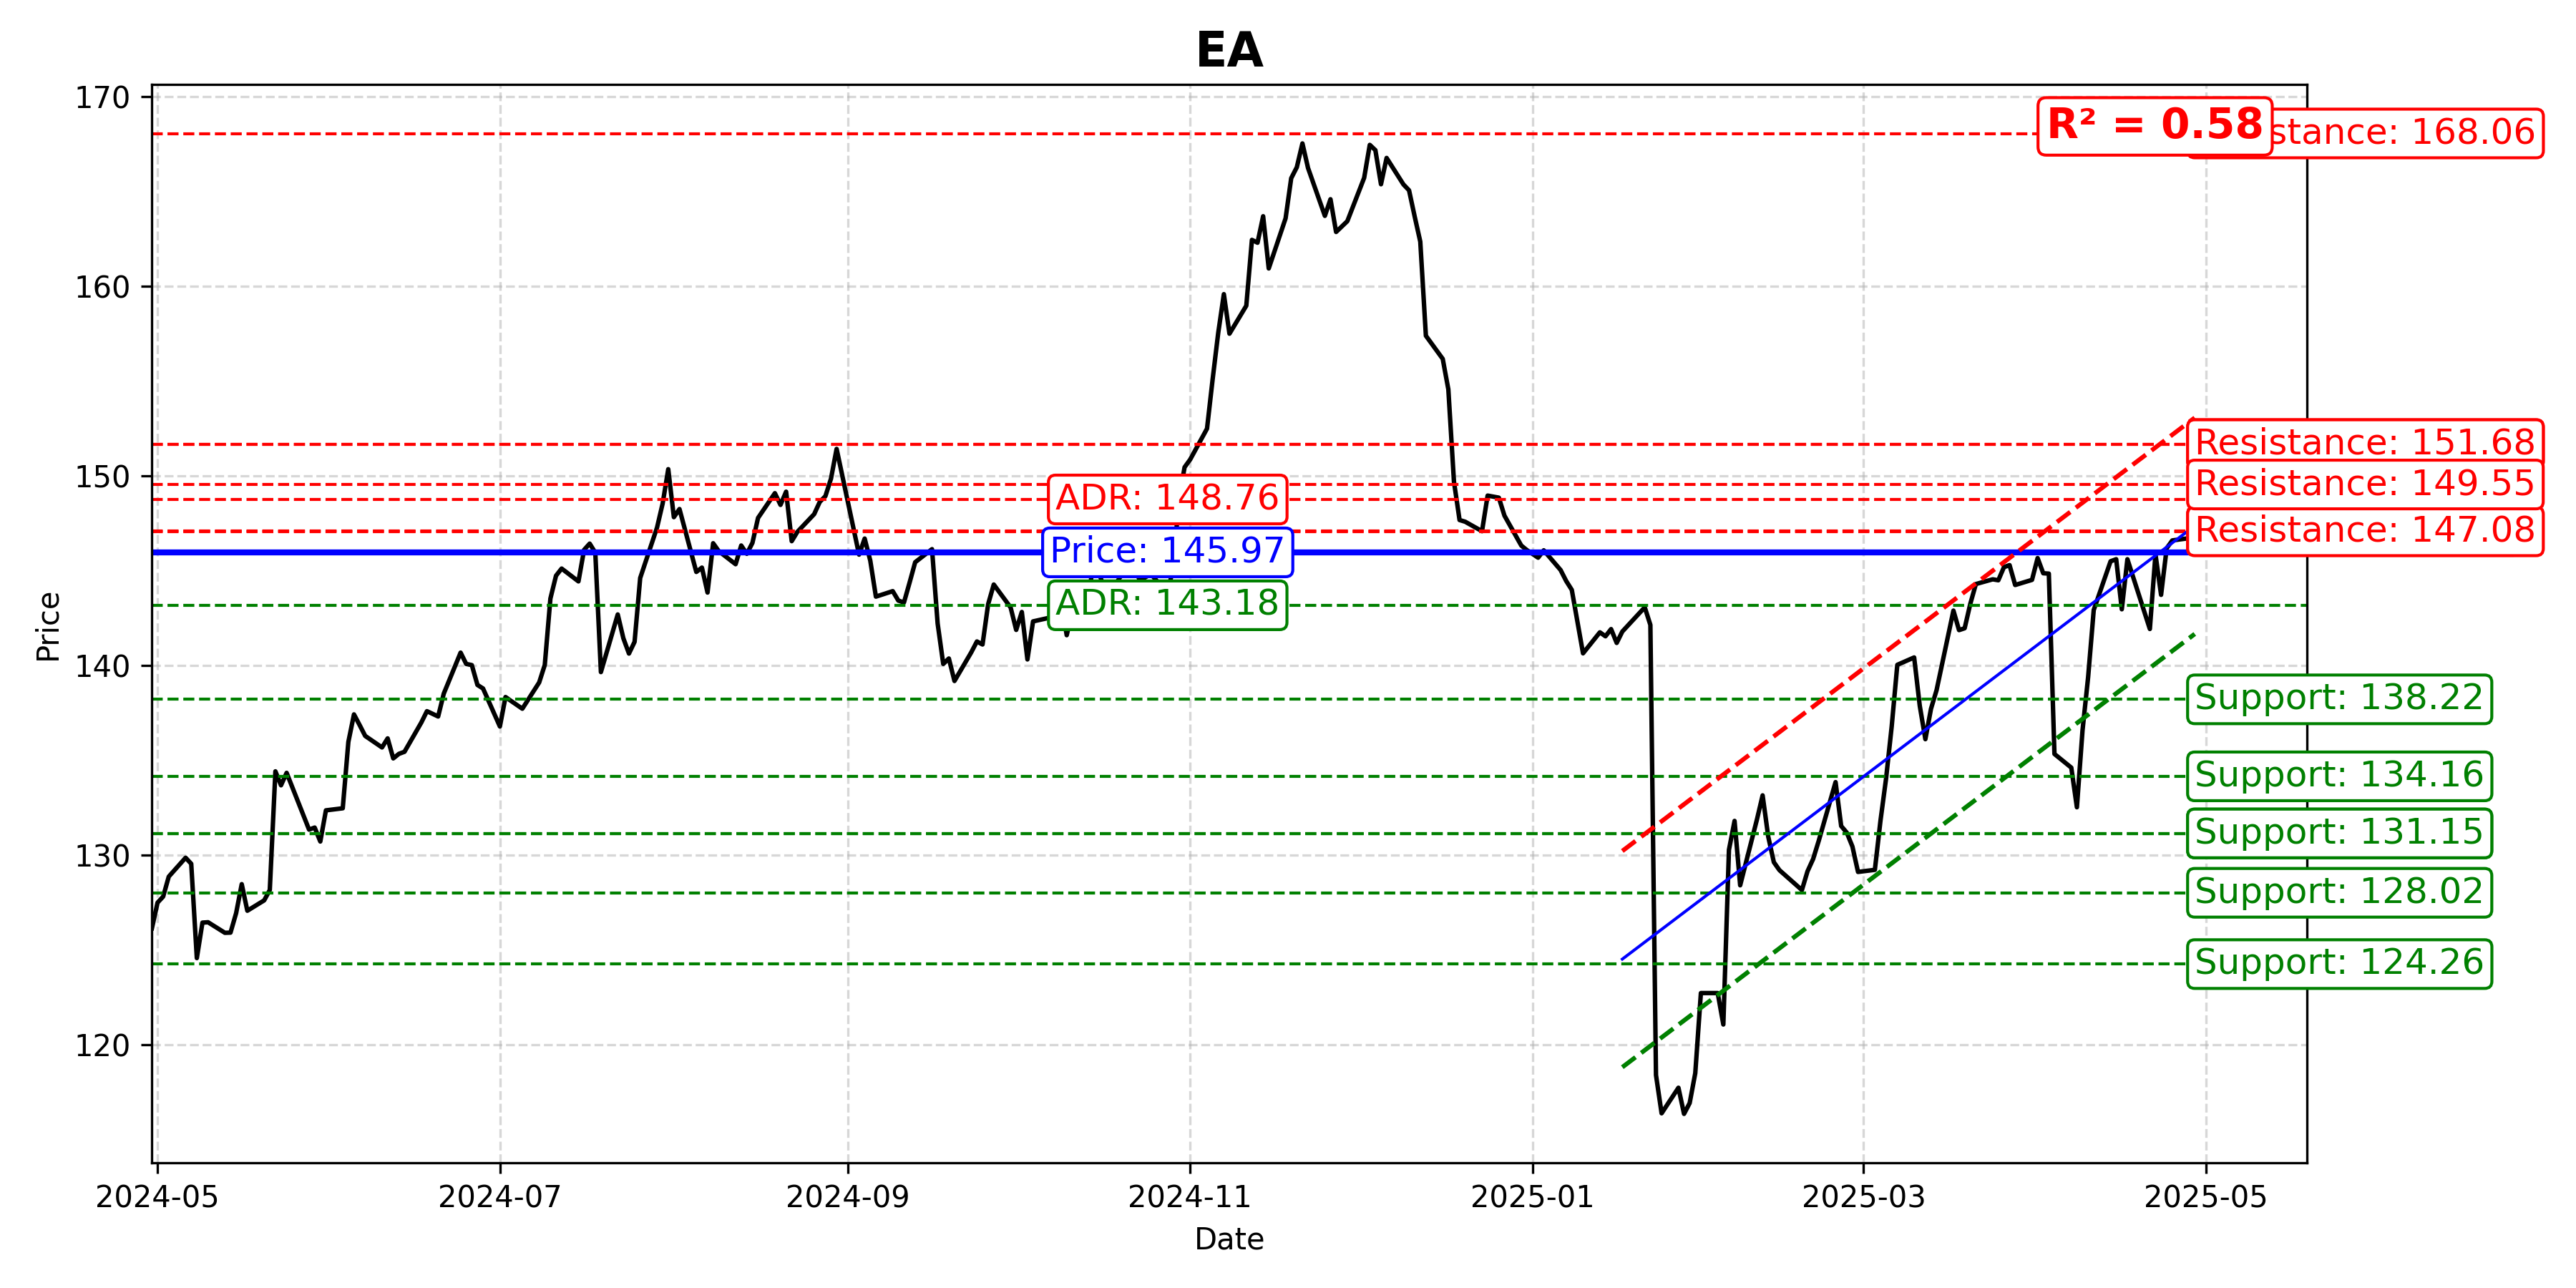 EA
170
160
150
140
130
120
Price
R² = 0.58
stance: 168.06
Resistance: 151.68
Resistance: 149.55
Resistance: 147.08
ADR: 148.76
Price: 145.97
ADR: 143.18
Support: 138.22
Support: 134.16
Support: 131.15
Support: 128.02
Support: 124.26
2024-05
2024-07
2024-09
2024-11
2025-01
2025-03
2025-05
Date